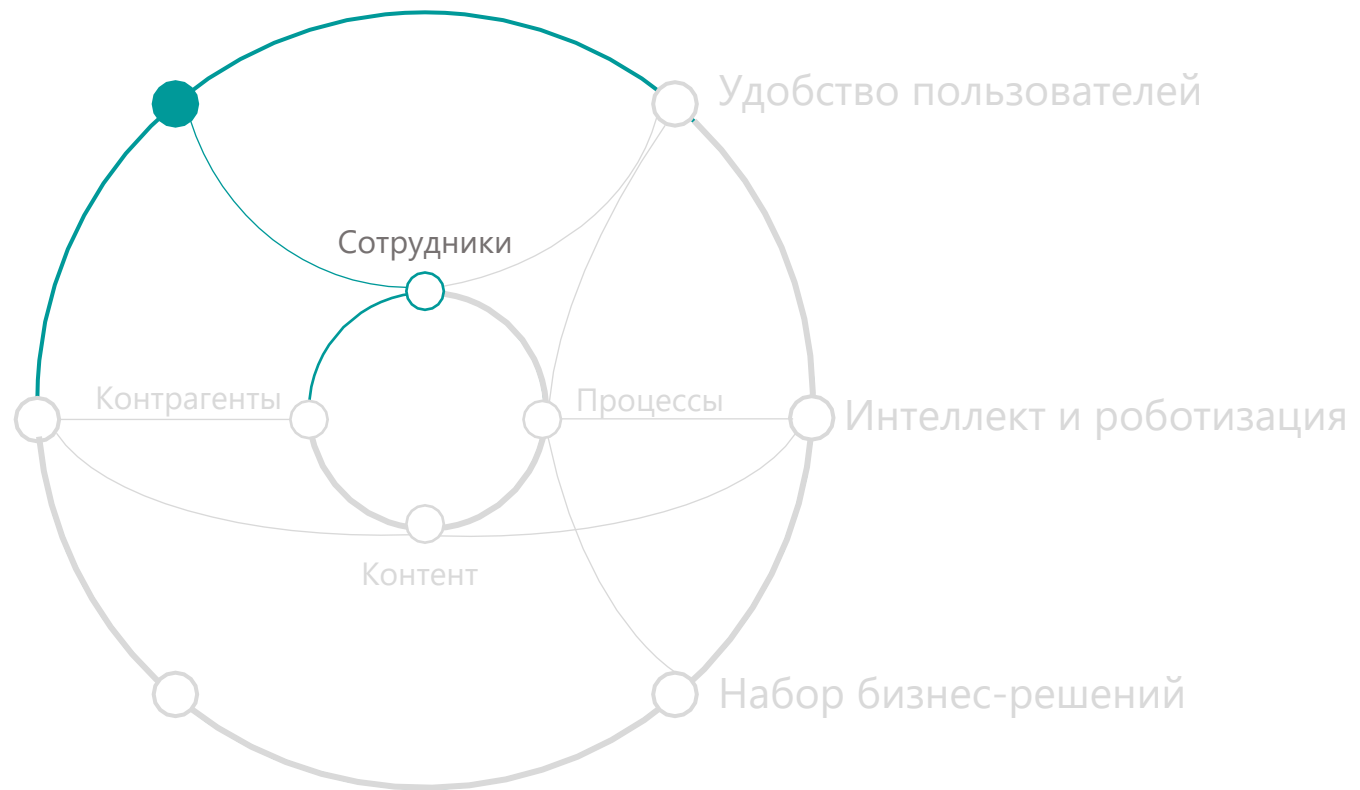 Удобство пользователей
Сотрудники
Контрагенты
Процессы
Интеллект и роботизация
Контент
Набор бизнес-решений